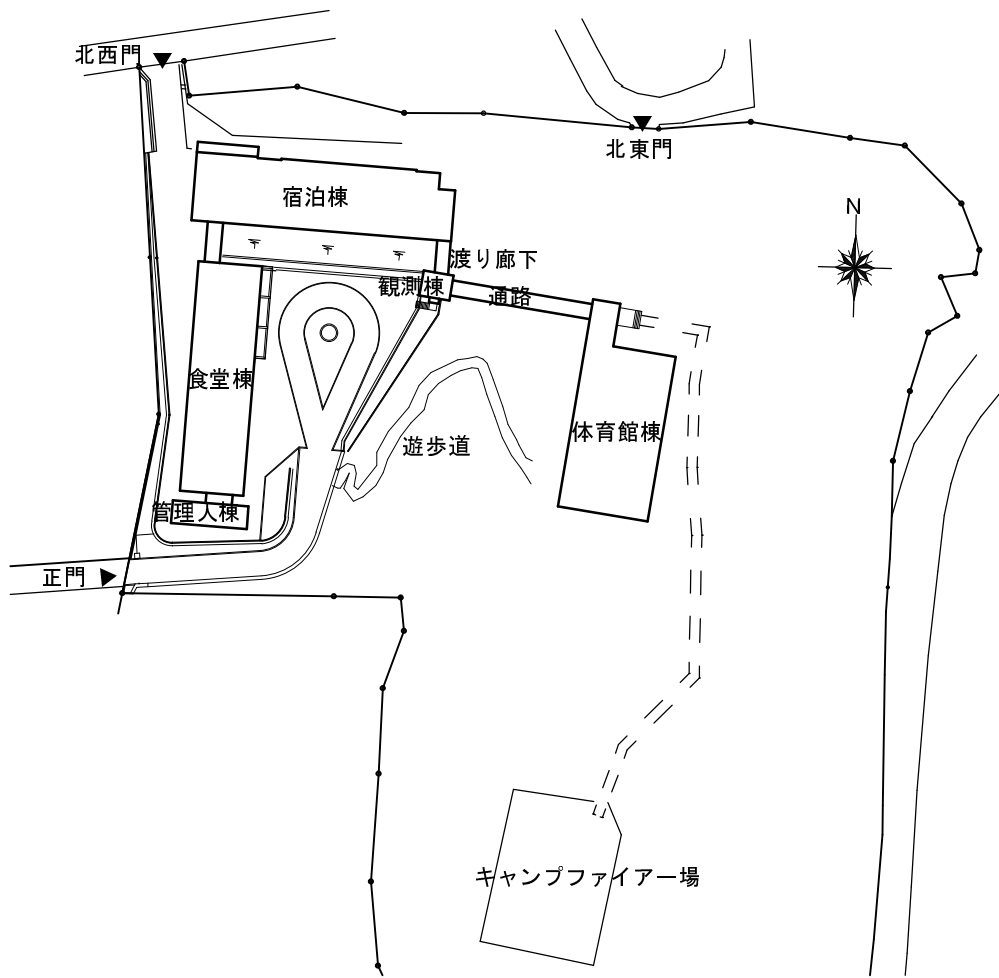 北西門
北東門
宿泊棟
N
渡り廊下
観測棟
通路
食堂棟
体育館棟
遊歩道
管理人棟
正門
キャンプファイアー場